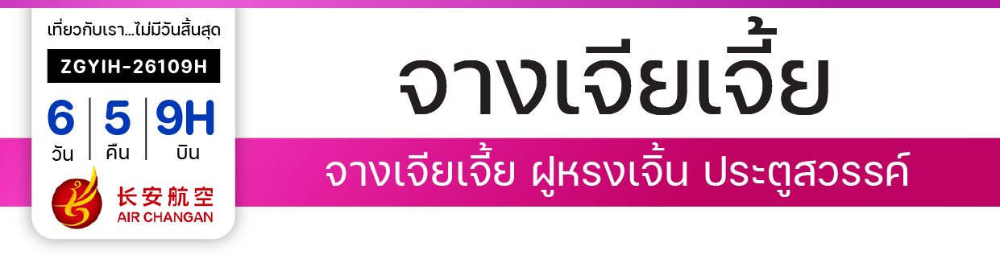 เที่ยวกับเรา...ไม่มีวันสิ้นสุด
ZGYIH-26109H
6 5 9H
วัน คืน บิน
长安航空
AIR CHANGAN
จางเจียเจี้ย
จางเจียเจี้ย ฝูหรงเจิ้น ประตูสวรรค์